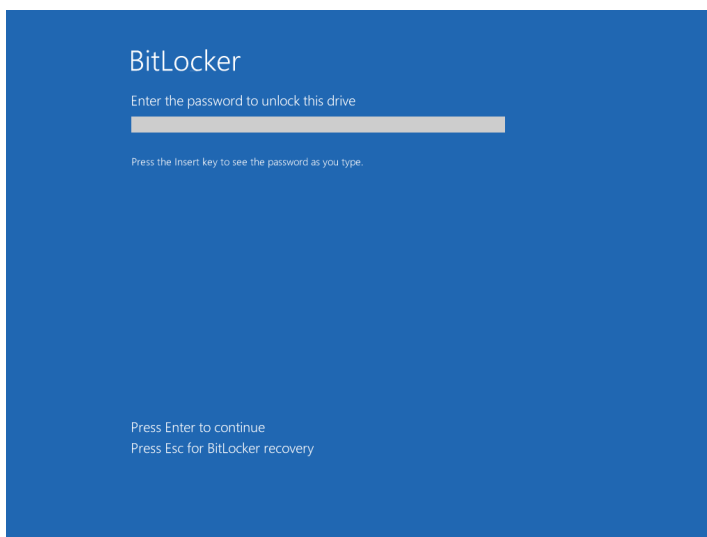 BitLocker
Enter the password to unlock this drive
Press the Insert key to see the password as you type.
Press Enter to continue
Press Esc for BitLocker recovery